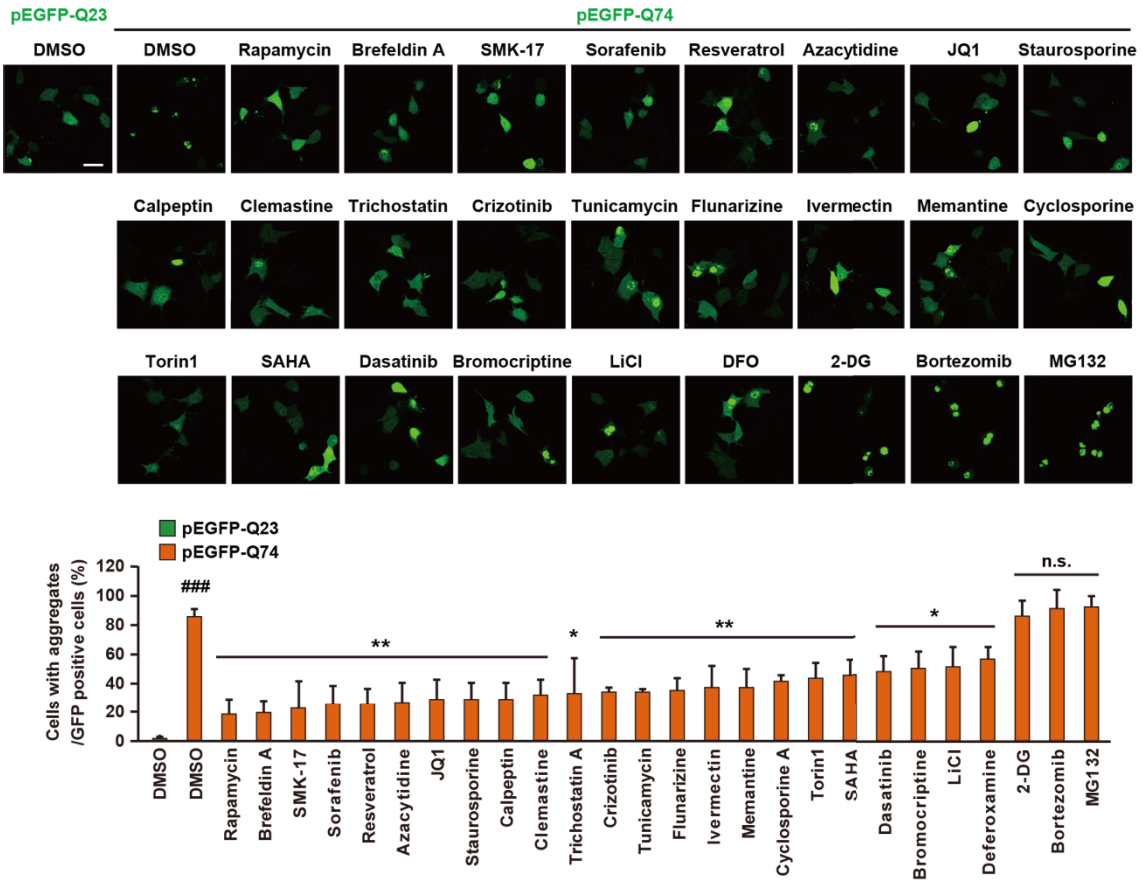 pEGFP-Q23 pEGFP-Q74
DMSO DMSO Rapamycin Brefeldin A SMK-17 Sorafenib Resveratrol Azacytidine JQ1 Staurosporine
Calpeptin Clemastine Trichostatin Crizotinib Tunicamycin Flunarizine Ivermectin Memantine Cyclosporine
Torin1 SAHA Dasatinib Bromocriptine LiCl DFO 2-DG Bortezomib MG132
pEGFP-Q23
pEGFP-Q74
Cells with aggregates
/GFP positive cells (%)
120
100
80
60
40
20
0
###
**
*
**
*
n.s.
DMSO
DMSO
Rapamycin
Brefeldin A
SMK-17
Sorafenib
Resveratrol
Azacytidine
JQ1
Staurosporine
Calpeptin
Clemastine
Trichostatin A
Crizotinib
Tunicamycin
Flunarizine
Ivermectin
Memantine
Cyclosporine A
Torin1
SAHA
Dasatinib
Bromocriptine
LiCl
Deferoxamine
2-DG
Bortezomib
MG132